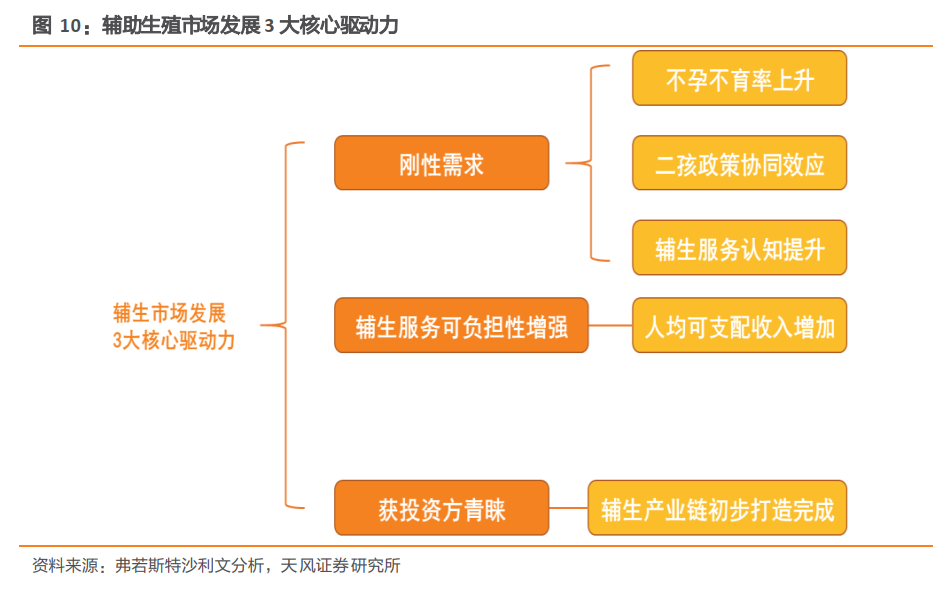 图 10：辅助生殖市场发展 3 大核心驱动力
不孕不育率上升
刚性需求
二孩政策协同效应
辅生服务认知提升
辅生市场发展
3大核心驱动力
辅生服务可负担性增强
人均可支配收入增加
获投资方青睐
辅生产业链初步打造完成
资料来源：弗若斯特沙利文分析，天风证券研究所